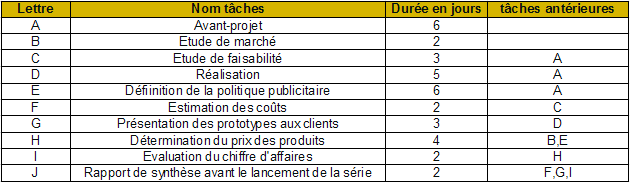 Lettre Nom tâches Durée en jours tâches antérieures
A Avant-projet 6
B Etude de marché 2
C Etude de faisabilité 3 A
D Réalisation 5 A
E Défiinition de la politique publicitaire 6 A
F Estimation des coûts 2 C
G Présentation des prototypes aux clients 3 D
H Détermination du prix des produits 4 B,E
I Evaluation du chiffre d'affaires 2 H
J Rapport de synthèse avant le lancement de la série 2 F,G,I